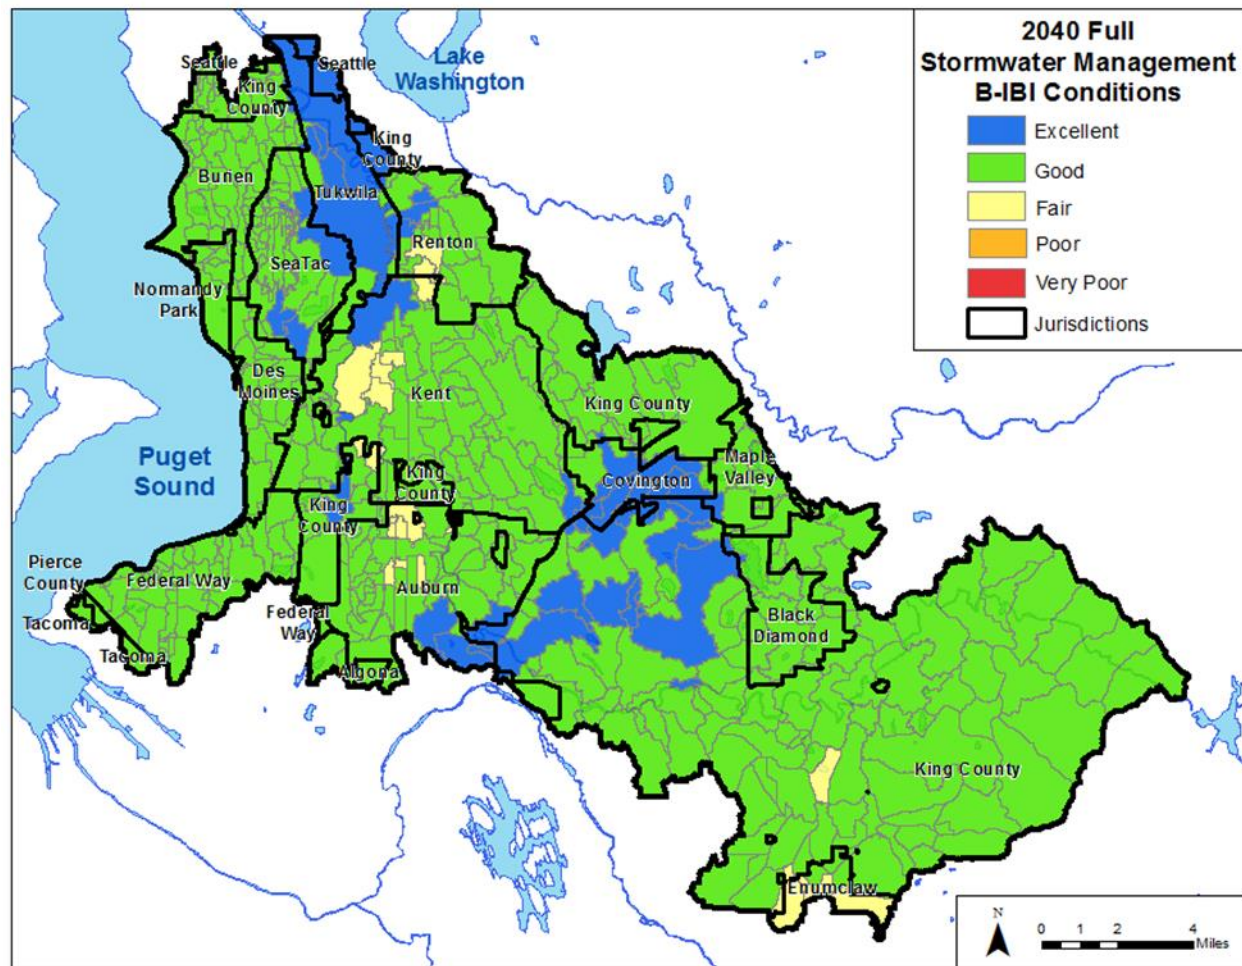 2040 Full
Stormwater Management
B-IBI Conditions
Excellent
Good
Fair
Poor
Very Poor
Jurisdictions
Seattle
Seattle
Lake
Washington
King
County
King
County
Burien
Tukwila
Renton
SeaTac
Normandy
Park
Des
Moines
Kent
King County
Puget
Sound
Maple
Valley
Covington
King
County
King
County
Pierce
County
Federal Way
Auburn
Tacoma
Federal
Way
Black
Diamond
Tacoma
Algona
King County
Enumclaw
N
0 1 2 4
Miles